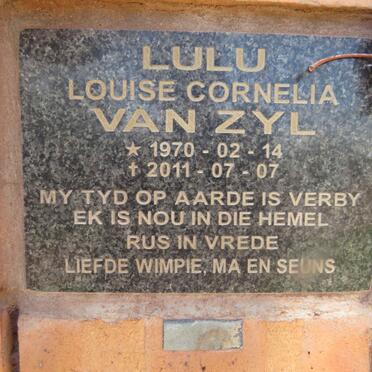 LULU
LOUISE CORNELIA
VAN ZYL
★ 1970 - 02 - 14
✝ 2011 - 07 - 07
MY TYD OP AARDE IS VERBY
EK IS NOU IN DIE HEMEL
RUS IN VREDE
LIEFDE WIMPIE, MA EN SEUNS